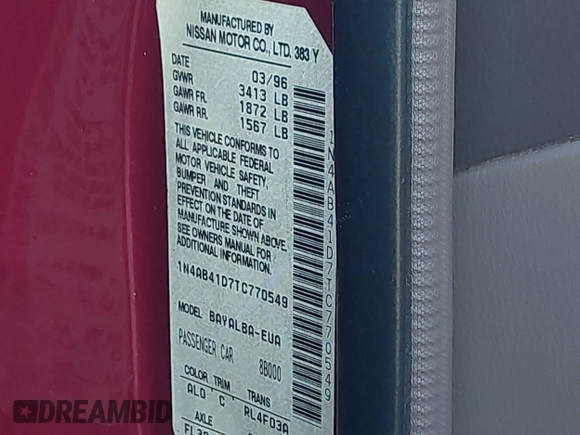 MANUFACTURED BY
NISSAN MOTOR CO., LTD. 383 Y
DATE 03/96
GVWR 3413 LB
GAWR FR. 1872 LB
GAWR RR. 1567 LB
THIS VEHICLE CONFORMS TO
ALL APPLICABLE FEDERAL
MOTOR VEHICLE SAFETY,
BUMPER AND THEFT
PREVENTION STANDARDS IN
EFFECT ON THE DATE OF
MANUFACTURE SHOWN ABOVE.
SEE OWNERS MANUAL FOR
ADDITIONAL INFORMATION.
1N4AB41D7TC770549
MODEL BAYALBA-EUA
PASSENGER CAR 8B000
COLOR TRIM TRANS
AL0 'C' RL4F03A
AXLE
1N4AB41D7TC770549
DREAMBID